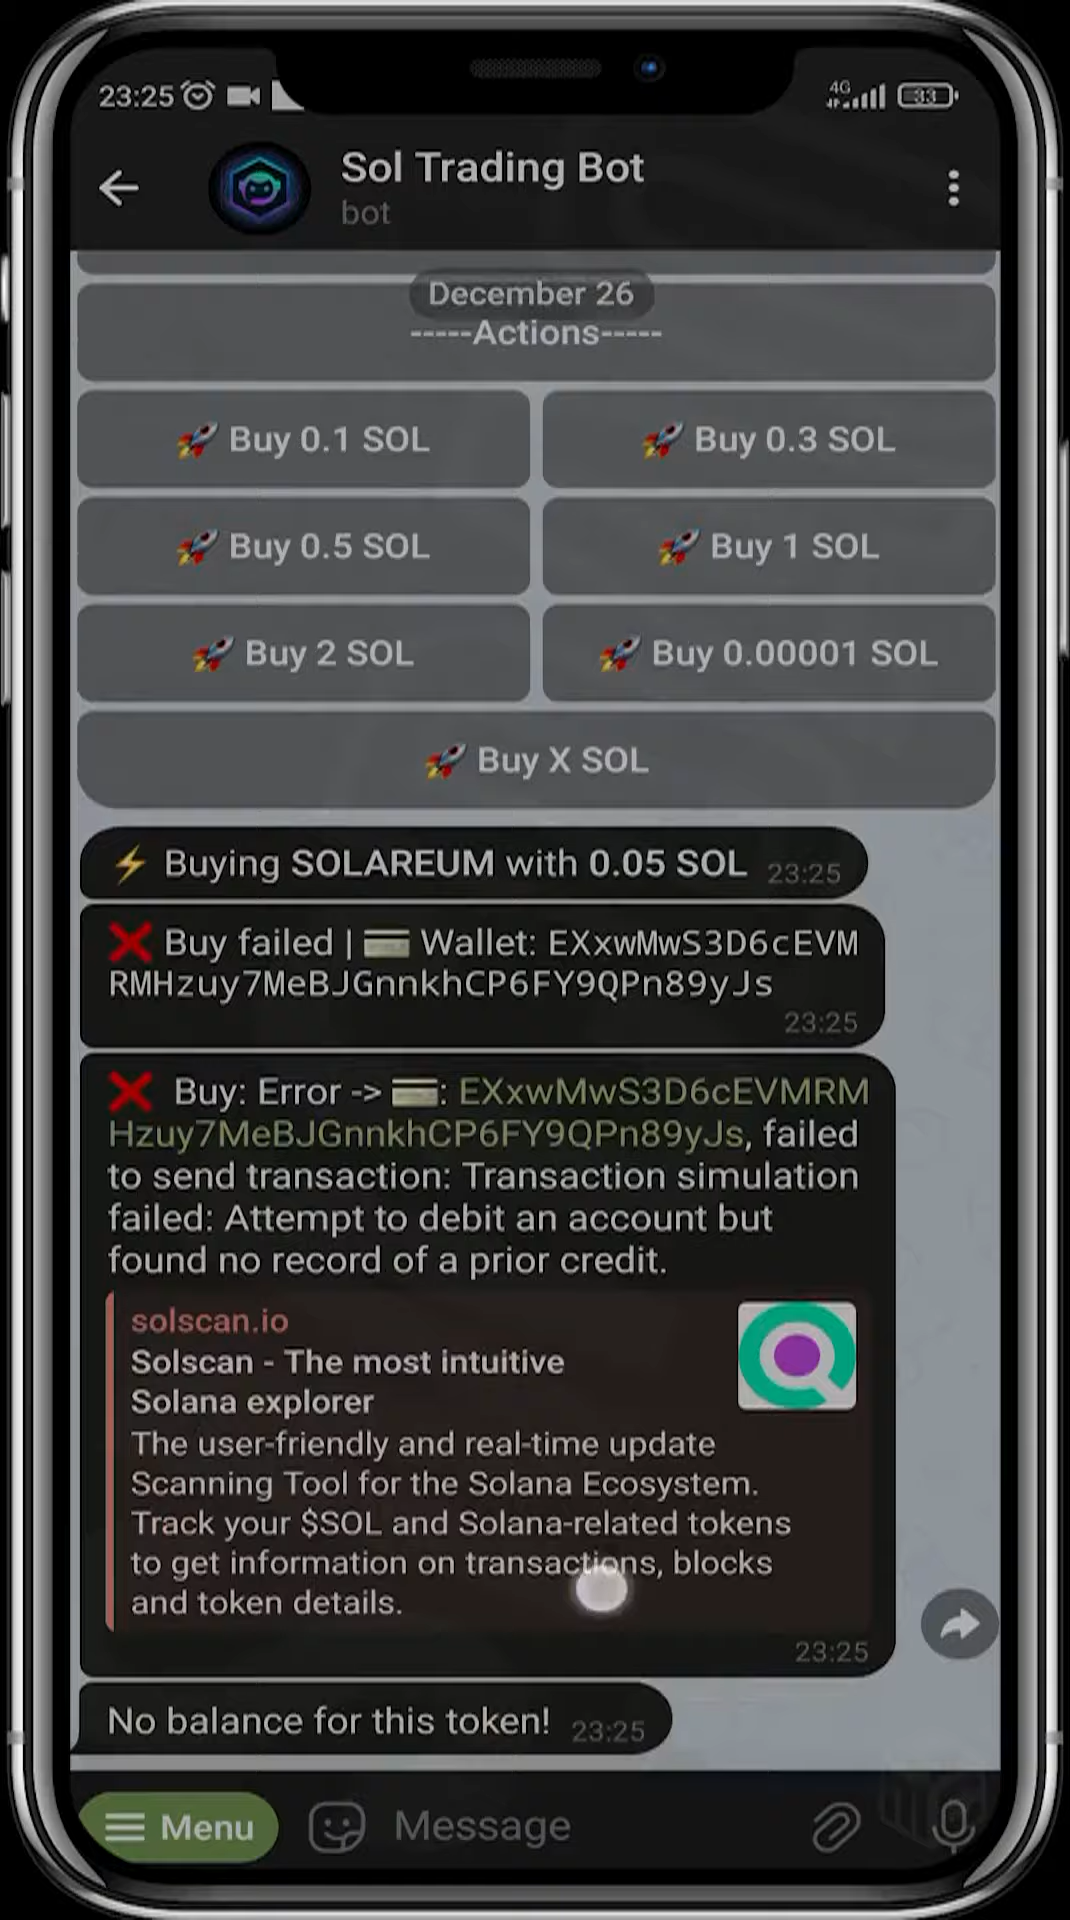 23:25
4G
33
Sol Trading Bot
bot
December 26
-----Actions-----
🚀 Buy 0.1 SOL
🚀 Buy 0.3 SOL
🚀 Buy 0.5 SOL
🚀 Buy 1 SOL
🚀 Buy 2 SOL
🚀 Buy 0.00001 SOL
🚀 Buy X SOL
⚡ Buying SOLAREUM with 0.05 SOL 23:25
❌ Buy failed | 💳 Wallet: EXxwMwS3D6cEVM
RMHzuy7MeBJGnnkhCP6FY9QPn89yJs
23:25
❌ Buy: Error -> 💳: EXxwMwS3D6cEVMRM
Hzuy7MeBJGnnkhCP6FY9QPn89yJs, failed
to send transaction: Transaction simulation
failed: Attempt to debit an account but
found no record of a prior credit.
solscan.io
Solscan - The most intuitive
Solana explorer
The user-friendly and real-time update
Scanning Tool for the Solana Ecosystem.
Track your $SOL and Solana-related tokens
to get information on transactions, blocks
and token details.
23:25
No balance for this token! 23:25
Menu
Message